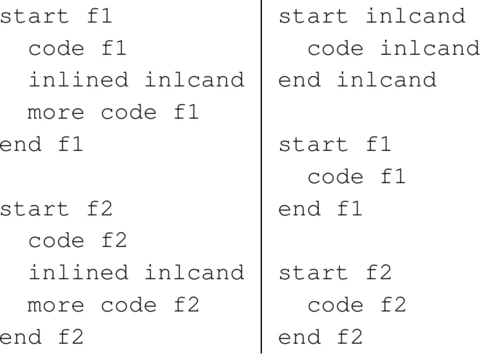 start f1
  code f1
  inlined inlcand
  more code f1
end f1

start f2
  code f2
  inlined inlcand
  more code f2
end f2

start inlcand
  code inlcand
end inlcand

start f1
  code f1
end f1

start f2
  code f2
end f2